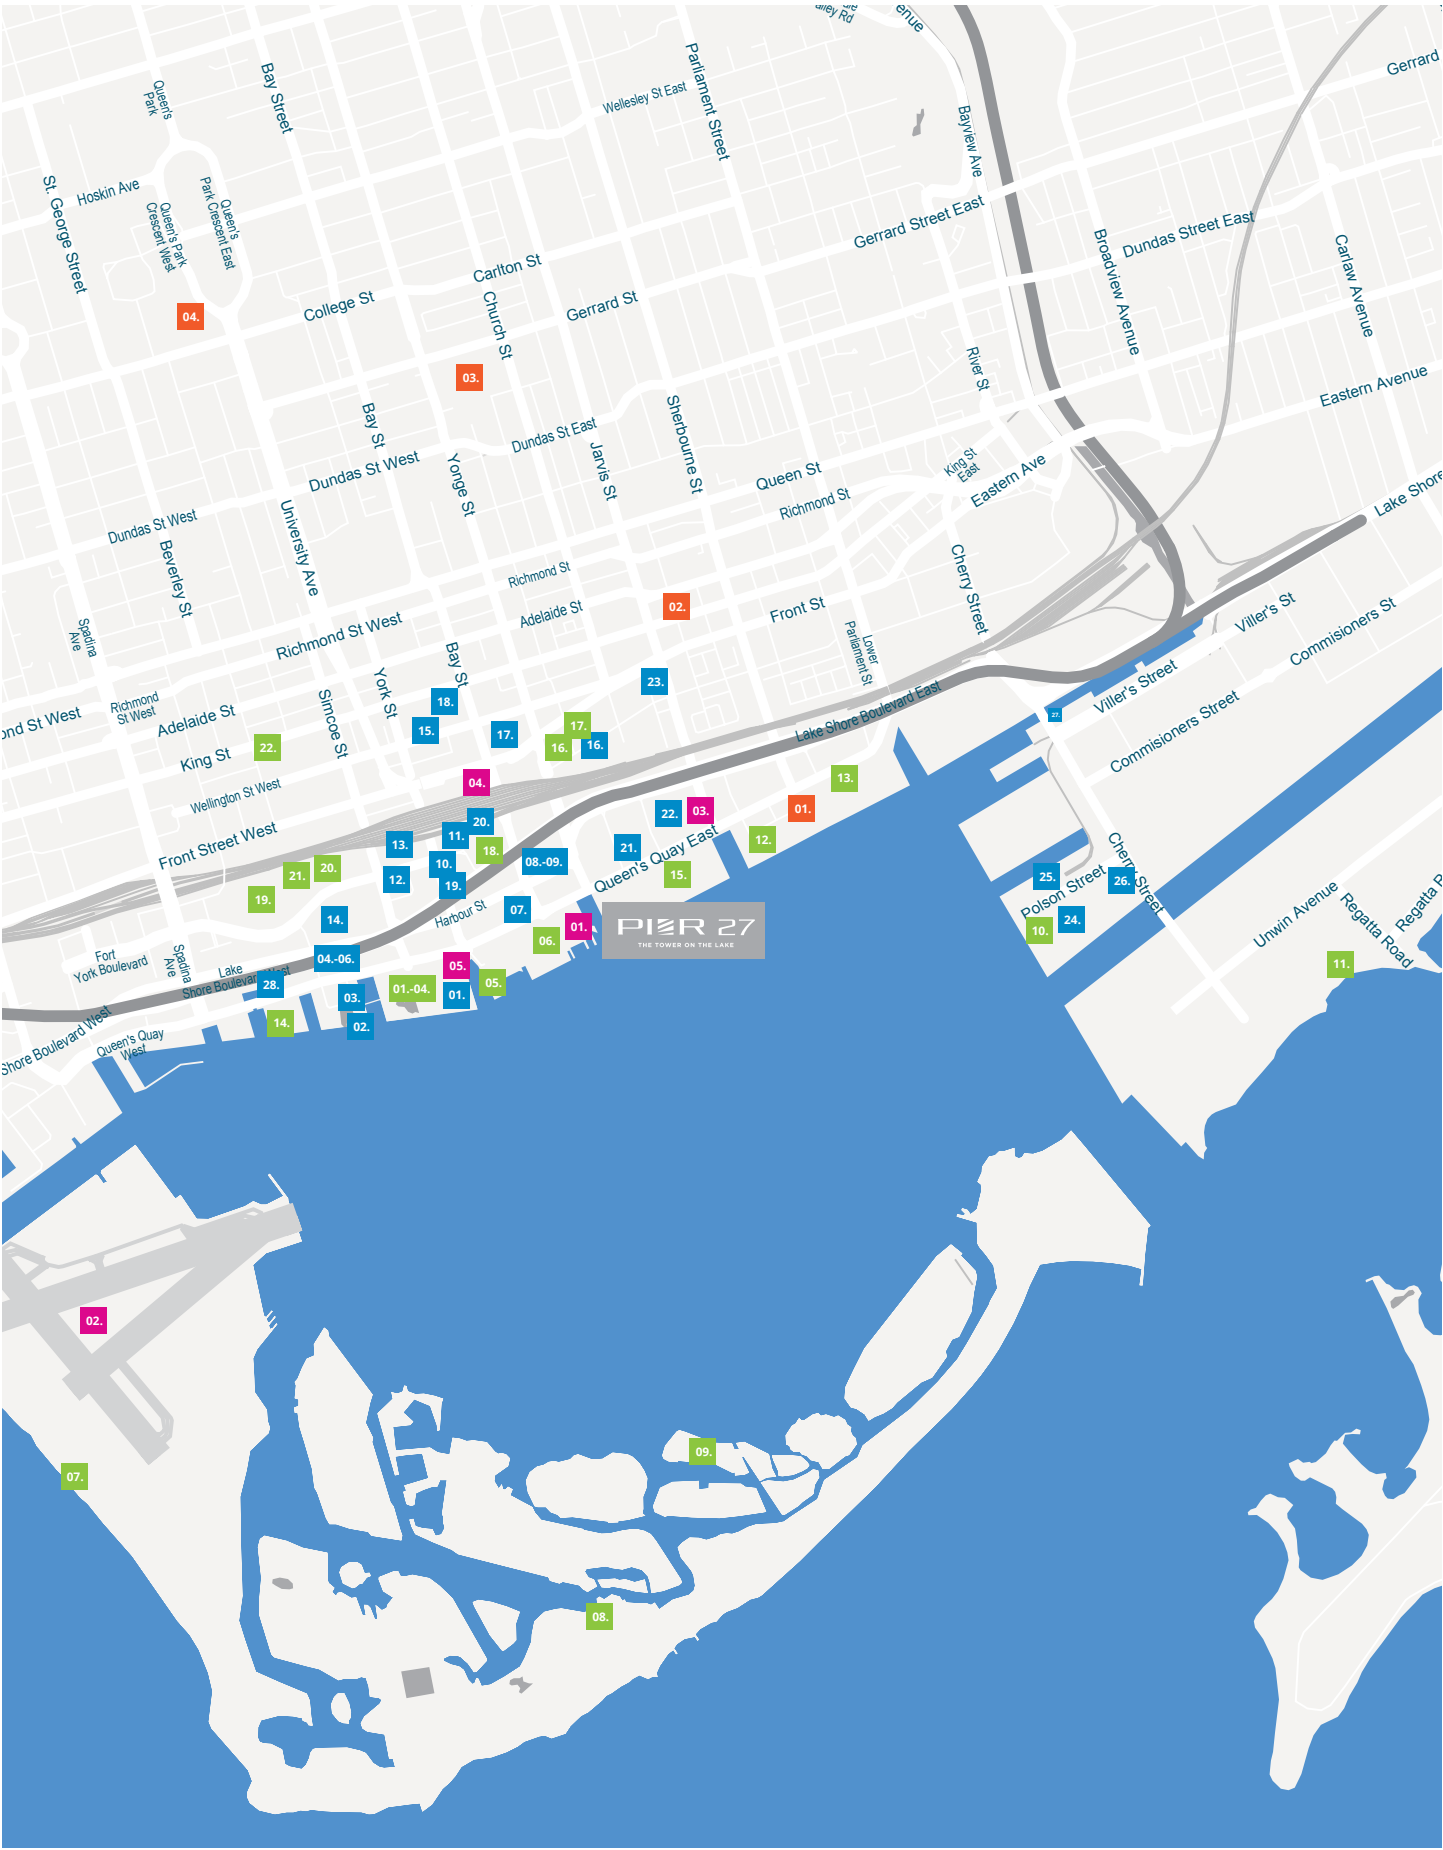 alley Rd
enue
Queen's
Park
Bay Street
Parliament Street
Wellesley St East
Gerrard
Bayview Ave
St. George Street
Hoskin Ave
Queen's Park
Crescent West
Queen's
Park Crescent East
Gerrard Street East
Dundas Street East
Broadview Avenue
Carlaw Avenue
Carlton St
College St
Church St
Gerrard St
04.
03.
River St
Eastern Avenue
Bay St
Sherbourne St
Dundas St East
Jarvis St
Dundas St West
Yonge St
Queen St
Richmond St
King St
East
Eastern Ave
Lake Shore
Dundas St West
University Ave
Beverley St
Cherry Street
Richmond St
Adelaide St
02.
Front St
Viller's St
Commisioners St
Spadina
Ave
Richmond St West
Bay St
Lower
Parliament St
York St
Simcoe St
23.
Lake Shore Boulevard East
Viller's Street
Richmond
St West
ond St West
Adelaide St
18.
15.
17.
17.
16.
16.
27.
Commisioners Street
22.
King St
Wellington St West
04.
13.
Front Street West
20.
11.
13.
22.
03.
01.
12.
18.
10.
08.-09.
21.
Queen's Quay East
15.
Cherry Street
21.
20.
12.
19.
25.
26.
Polson Street
19.
14.
Harbour St
07.
01.
06.
PIER 27
THE TOWER ON THE LAKE
10.
24.
Unwin Avenue
Regatta Road
Regatta R
Fort
York Boulevard
Spadina
Ave
Lake
Shore Boulevard West
04.-06.
05.
11.
28.
03.
01.-04.
01.
05.
14.
02.
Shore Boulevard West
Queen's Quay
West
02.
07.
09.
08.